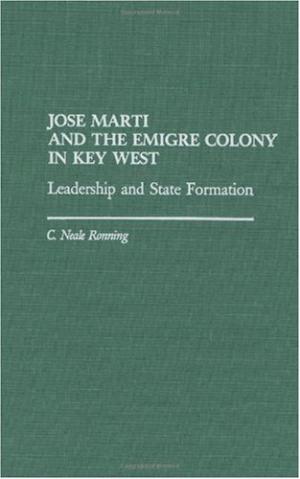 JOSE MARTI
AND THE EMIGRE COLONY
IN KEY WEST
Leadership and State Formation
C. Neale Ronning